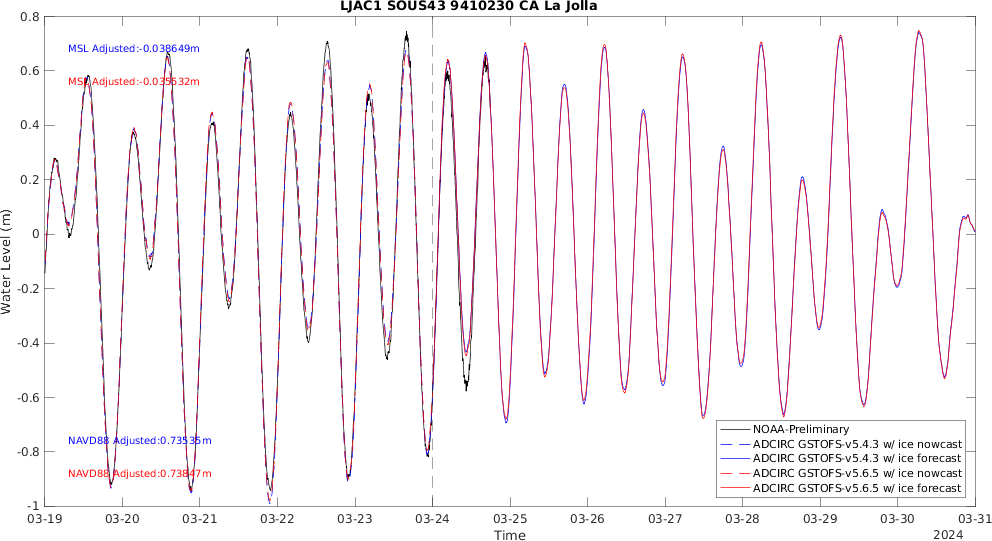 LJAC1 SOUS43 9410230 CA La Jolla
0.8
0.6
0.4
0.2
0
-0.2
-0.4
-0.6
-0.8
-1
Water Level (m)
MSL Adjusted:-0.038649m
MSL Adjusted:-0.035532m
NAVD88 Adjusted:0.73535m
NAVD88 Adjusted:0.73847m
NOAA-Preliminary
ADCIRC GSTOFS-v5.4.3 w/ ice nowcast
ADCIRC GSTOFS-v5.4.3 w/ ice forecast
ADCIRC GSTOFS-v5.6.5 w/ ice nowcast
ADCIRC GSTOFS-v5.6.5 w/ ice forecast
03-19 03-20 03-21 03-22 03-23 03-24 03-25 03-26 03-27 03-28 03-29 03-30 03-31
Time
2024